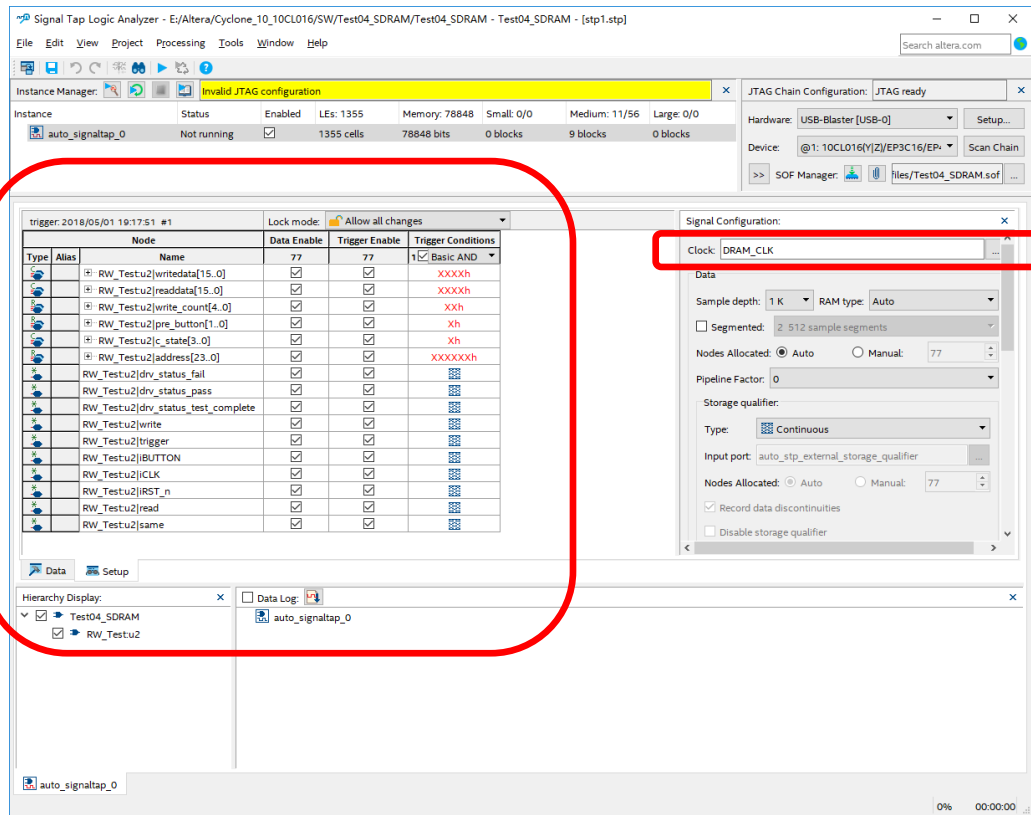 Signal Tap Logic Analyzer - E:/Altera/Cyclone_10_10CL016/SW/Test04_SDRAM/Test04_SDRAM - Test04_SDRAM - [stp1.stp]
File Edit View Project Processing Tools Window Help
Search altera.com
Instance Manager: Invalid JTAG configuration
JTAG Chain Configuration: JTAG ready
Instance Status Enabled LEs: 1355 Memory: 78848 Small: 0/0 Medium: 11/56 Large: 0/0
auto_signaltap_0 Not running 1355 cells 78848 bits 0 blocks 9 blocks 0 blocks
Hardware: USB-Blaster [USB-0] Setup...
Device: @1: 10CL016(Y|Z)/EP3C16/EP4 Scan Chain
>> SOF Manager: files/Test04_SDRAM.sof ...
trigger: 2018/05/01 19:17:51 #1 Lock mode: Allow all changes
Node Data Enable Trigger Enable Trigger Conditions
Type Alias Name 77 77 1 Basic AND
RW_Test:u2|writedata[15..0] XXXXh
RW_Test:u2|readdata[15..0] XXXXh
RW_Test:u2|write_count[4..0] XXh
RW_Test:u2|pre_button[1..0] Xh
RW_Test:u2|c_state[3..0] Xh
RW_Test:u2|address[23..0] XXXXXXh
RW_Test:u2|drv_status_fail
RW_Test:u2|drv_status_pass
RW_Test:u2|drv_status_test_complete
RW_Test:u2|write
RW_Test:u2|trigger
RW_Test:u2|iBUTTON
RW_Test:u2|iCLK
RW_Test:u2|iRST_n
RW_Test:u2|read
RW_Test:u2|same
Data Setup
Signal Configuration:
Clock: DRAM_CLK ...
Data
Sample depth: 1 K RAM type: Auto
Segmented: 2 512 sample segments
Nodes Allocated: Auto Manual: 77
Pipeline Factor: 0
Storage qualifier:
Type: Continuous
Input port: auto_stp_external_storage_qualifier ...
Nodes Allocated: Auto Manual: 77
Record data discontinuities
Disable storage qualifier
Hierarchy Display:
Test04_SDRAM
RW_Test:u2
Data Log:
auto_signaltap_0
auto_signaltap_0
0% 00:00:00